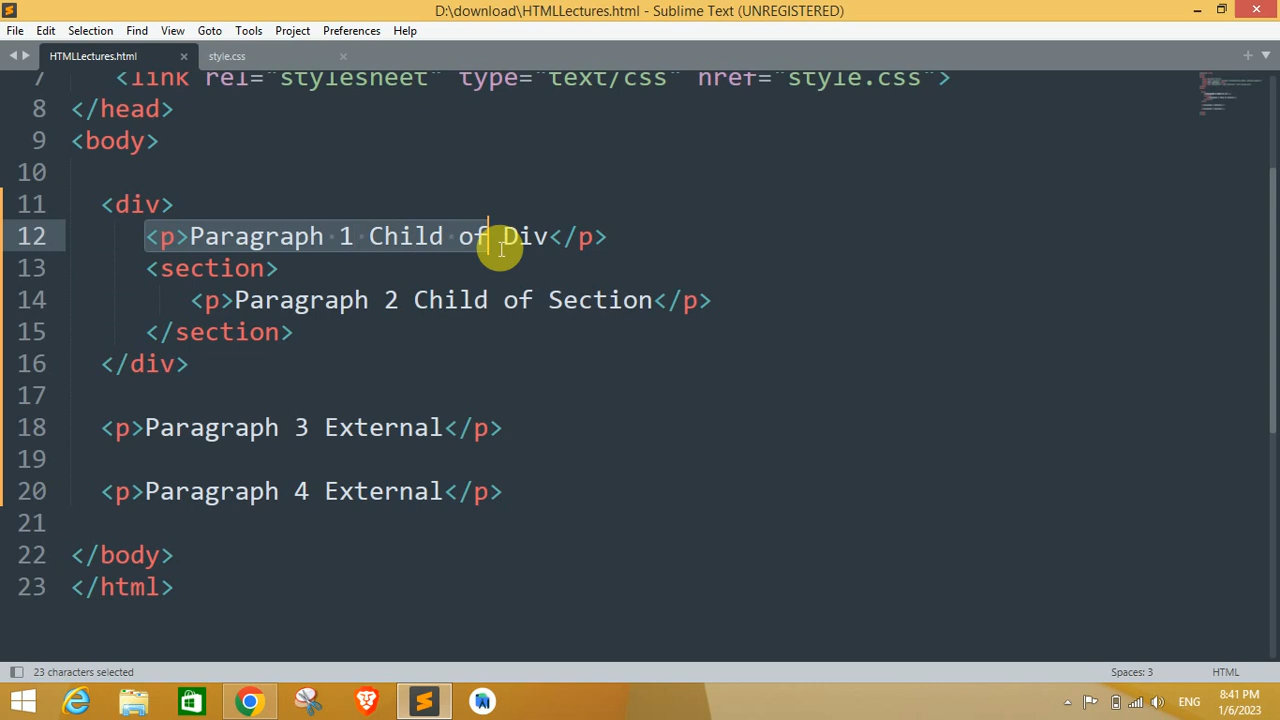 D:\download\HTMLLectures.html - Sublime Text (UNREGISTERED)
File Edit Selection Find View Goto Tools Project Preferences Help
HTMLLectures.html style.css
7 <link rel="stylesheet" type="text/css" href="style.css">
8 </head>
9 <body>
10
11 <div>
12 <p>Paragraph 1 Child of Div</p>
13 <section>
14 <p>Paragraph 2 Child of Section</p>
15 </section>
16 </div>
17
18 <p>Paragraph 3 External</p>
19
20 <p>Paragraph 4 External</p>
21
22 </body>
23 </html>
23 characters selected Spaces: 3 HTML
AI ENG 8:41 PM
1/6/2023